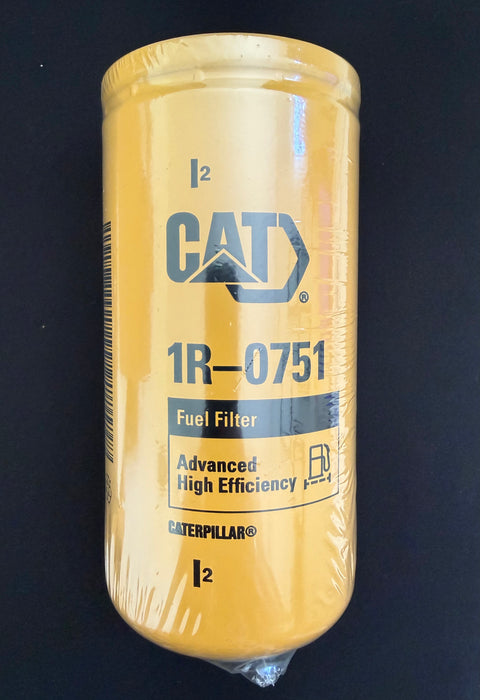 I2
CAT®
1R–0751
Fuel Filter
Advanced
High Efficiency
CATERPILLAR®
I2